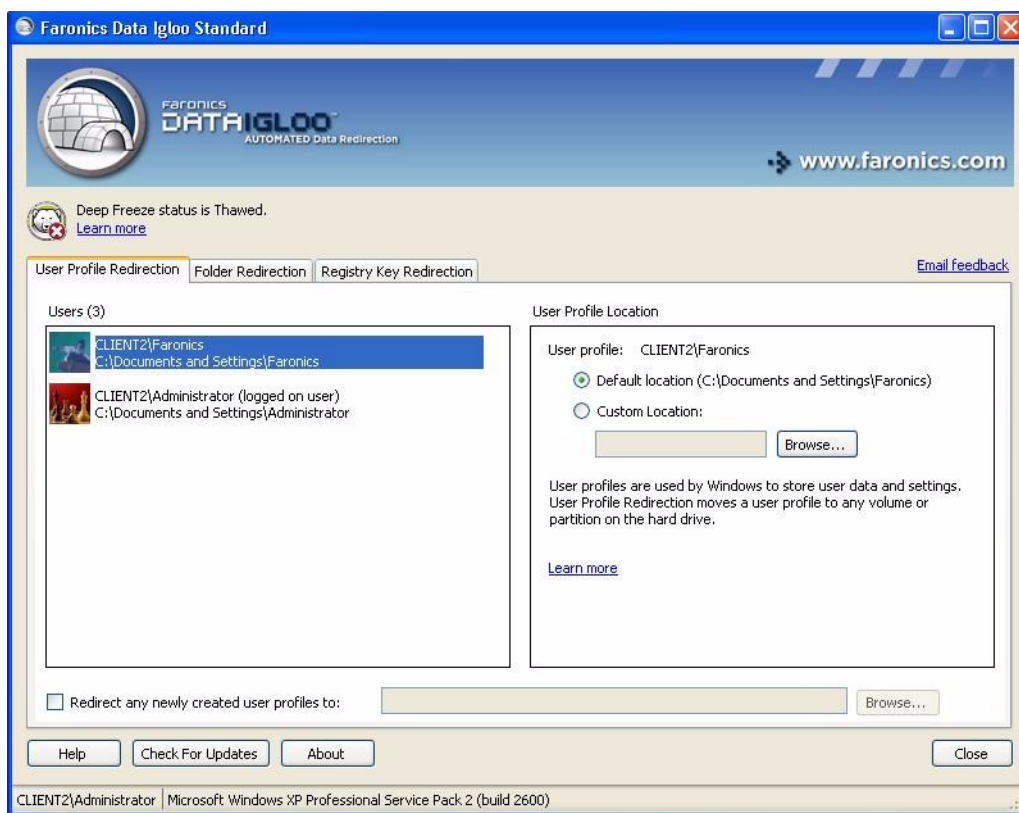 Faronics Data Igloo Standard
FARONICS
DATAIGLOO™
AUTOMATED Data Redirection
www.faronics.com
Deep Freeze status is Thawed.
Learn more
User Profile Redirection
Folder Redirection
Registry Key Redirection
Email feedback
Users (3)
CLIENT2\Faronics
C:\Documents and Settings\Faronics
CLIENT2\Administrator (logged on user)
C:\Documents and Settings\Administrator
User Profile Location
User profile: CLIENT2\Faronics
Default location (C:\Documents and Settings\Faronics)
Custom Location:
Browse...
User profiles are used by Windows to store user data and settings.
User Profile Redirection moves a user profile to any volume or
partition on the hard drive.
Learn more
Redirect any newly created user profiles to:
Browse...
Help
Check For Updates
About
Close
CLIENT2\Administrator
Microsoft Windows XP Professional Service Pack 2 (build 2600)